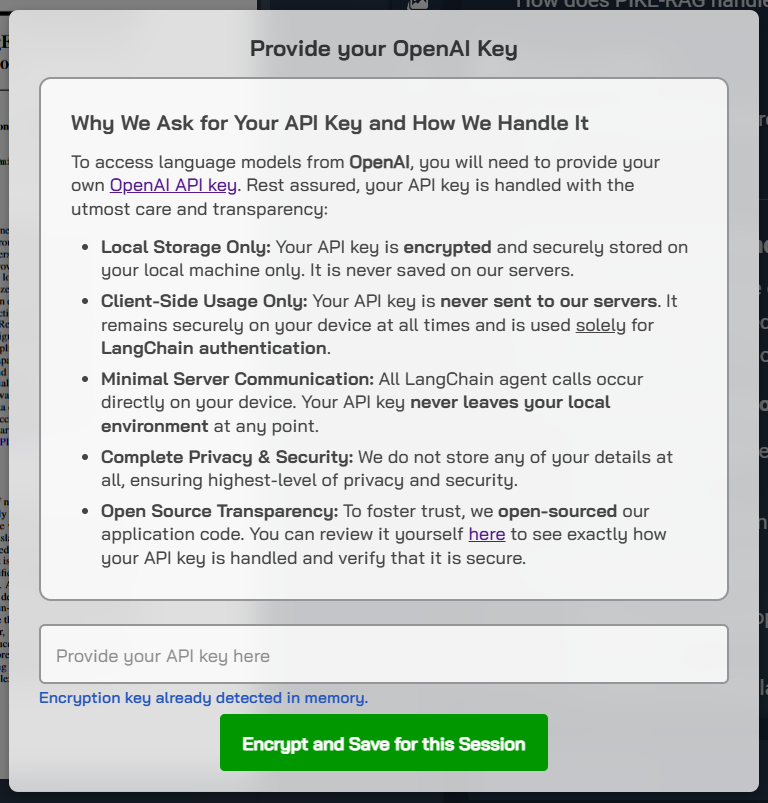 How does PIKE-RAG handle
Provide your OpenAI Key
Why We Ask for Your API Key and How We Handle It
To access language models from OpenAI, you will need to provide your
own OpenAI API key. Rest assured, your API key is handled with the
utmost care and transparency:
• Local Storage Only: Your API key is encrypted and securely stored on
your local machine only. It is never saved on our servers.
• Client-Side Usage Only: Your API key is never sent to our servers. It
remains securely on your device at all times and is used solely for
LangChain authentication.
• Minimal Server Communication: All LangChain agent calls occur
directly on your device. Your API key never leaves your local
environment at any point.
• Complete Privacy & Security: We do not store any of your details at
all, ensuring highest-level of privacy and security.
• Open Source Transparency: To foster trust, we open-sourced our
application code. You can review it yourself here to see exactly how
your API key is handled and verify that it is secure.
Provide your API key here
Encryption key already detected in memory.
Encrypt and Save for this Session